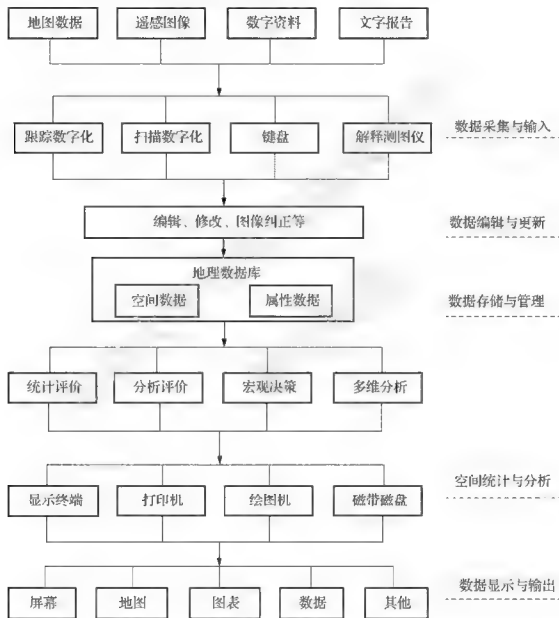 地图数据
遥感图像
数字资料
文字报告
跟踪数字化
扫描数字化
键盘
解释测图仪
数据采集与输入
编辑、修改、图像纠正等
数据编辑与更新
地理数据库
空间数据
属性数据
数据存储与管理
统计评价
分析评价
宏观决策
多维分析
显示终端
打印机
绘图机
磁带磁盘
空间统计与分析
屏幕
地图
图表
数据
其他
数据显示与输出